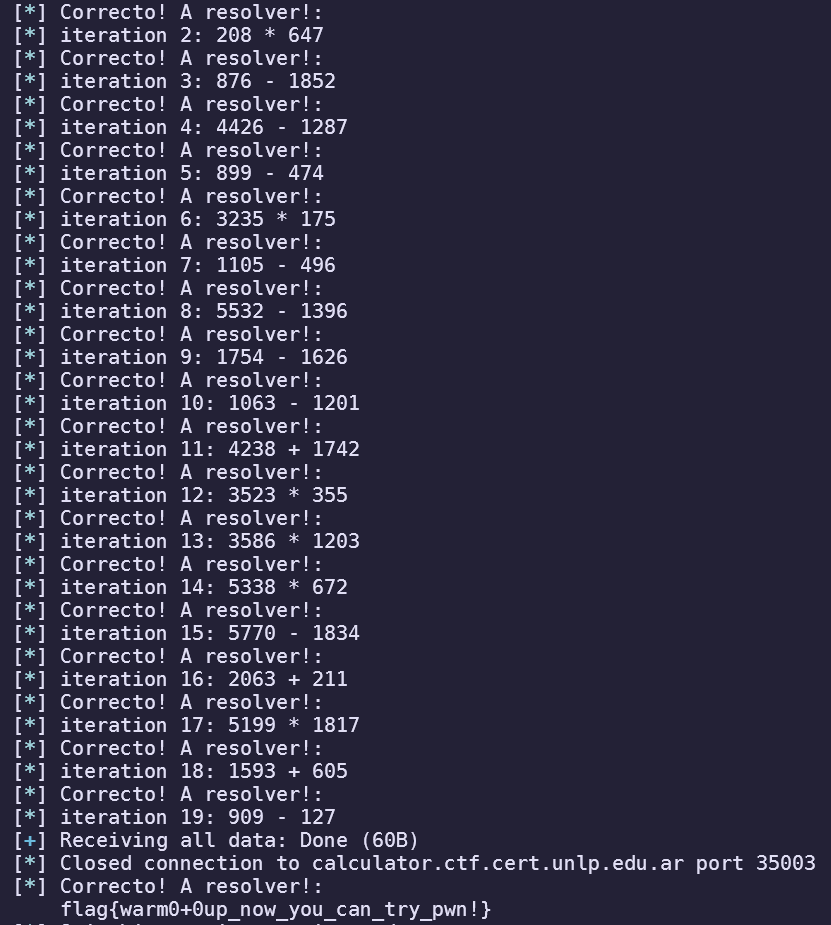 [*] Correcto! A resolver!:
[*] iteration 2: 208 * 647
[*] Correcto! A resolver!:
[*] iteration 3: 876 - 1852
[*] Correcto! A resolver!:
[*] iteration 4: 4426 - 1287
[*] Correcto! A resolver!:
[*] iteration 5: 899 - 474
[*] Correcto! A resolver!:
[*] iteration 6: 3235 * 175
[*] Correcto! A resolver!:
[*] iteration 7: 1105 - 496
[*] Correcto! A resolver!:
[*] iteration 8: 5532 - 1396
[*] Correcto! A resolver!:
[*] iteration 9: 1754 - 1626
[*] Correcto! A resolver!:
[*] iteration 10: 1063 - 1201
[*] Correcto! A resolver!:
[*] iteration 11: 4238 + 1742
[*] Correcto! A resolver!:
[*] iteration 12: 3523 * 355
[*] Correcto! A resolver!:
[*] iteration 13: 3586 * 1203
[*] Correcto! A resolver!:
[*] iteration 14: 5338 * 672
[*] Correcto! A resolver!:
[*] iteration 15: 5770 - 1834
[*] Correcto! A resolver!:
[*] iteration 16: 2063 + 211
[*] Correcto! A resolver!:
[*] iteration 17: 5199 * 1817
[*] Correcto! A resolver!:
[*] iteration 18: 1593 + 605
[*] Correcto! A resolver!:
[*] iteration 19: 909 - 127
[+] Receiving all data: Done (60B)
[*] Closed connection to calculator.ctf.cert.unlp.edu.ar port 35003
[*] Correcto! A resolver!:
flag{warm0+0up_now_you_can_try_pwn!}